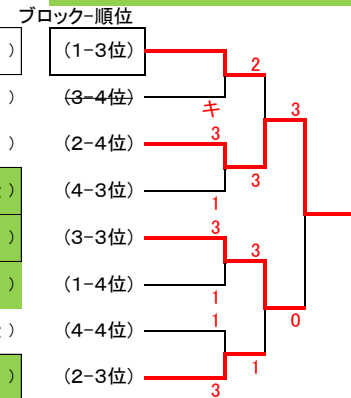 ブロック-順位
) (1-3位) 2
) (3-4位) キ 3
) (2-4位) 3
3
) (4-3位) 1
) (3-3位) 3
3
) (1-4位) 1
) (4-4位) 1 0
1
) (2-3位) 3